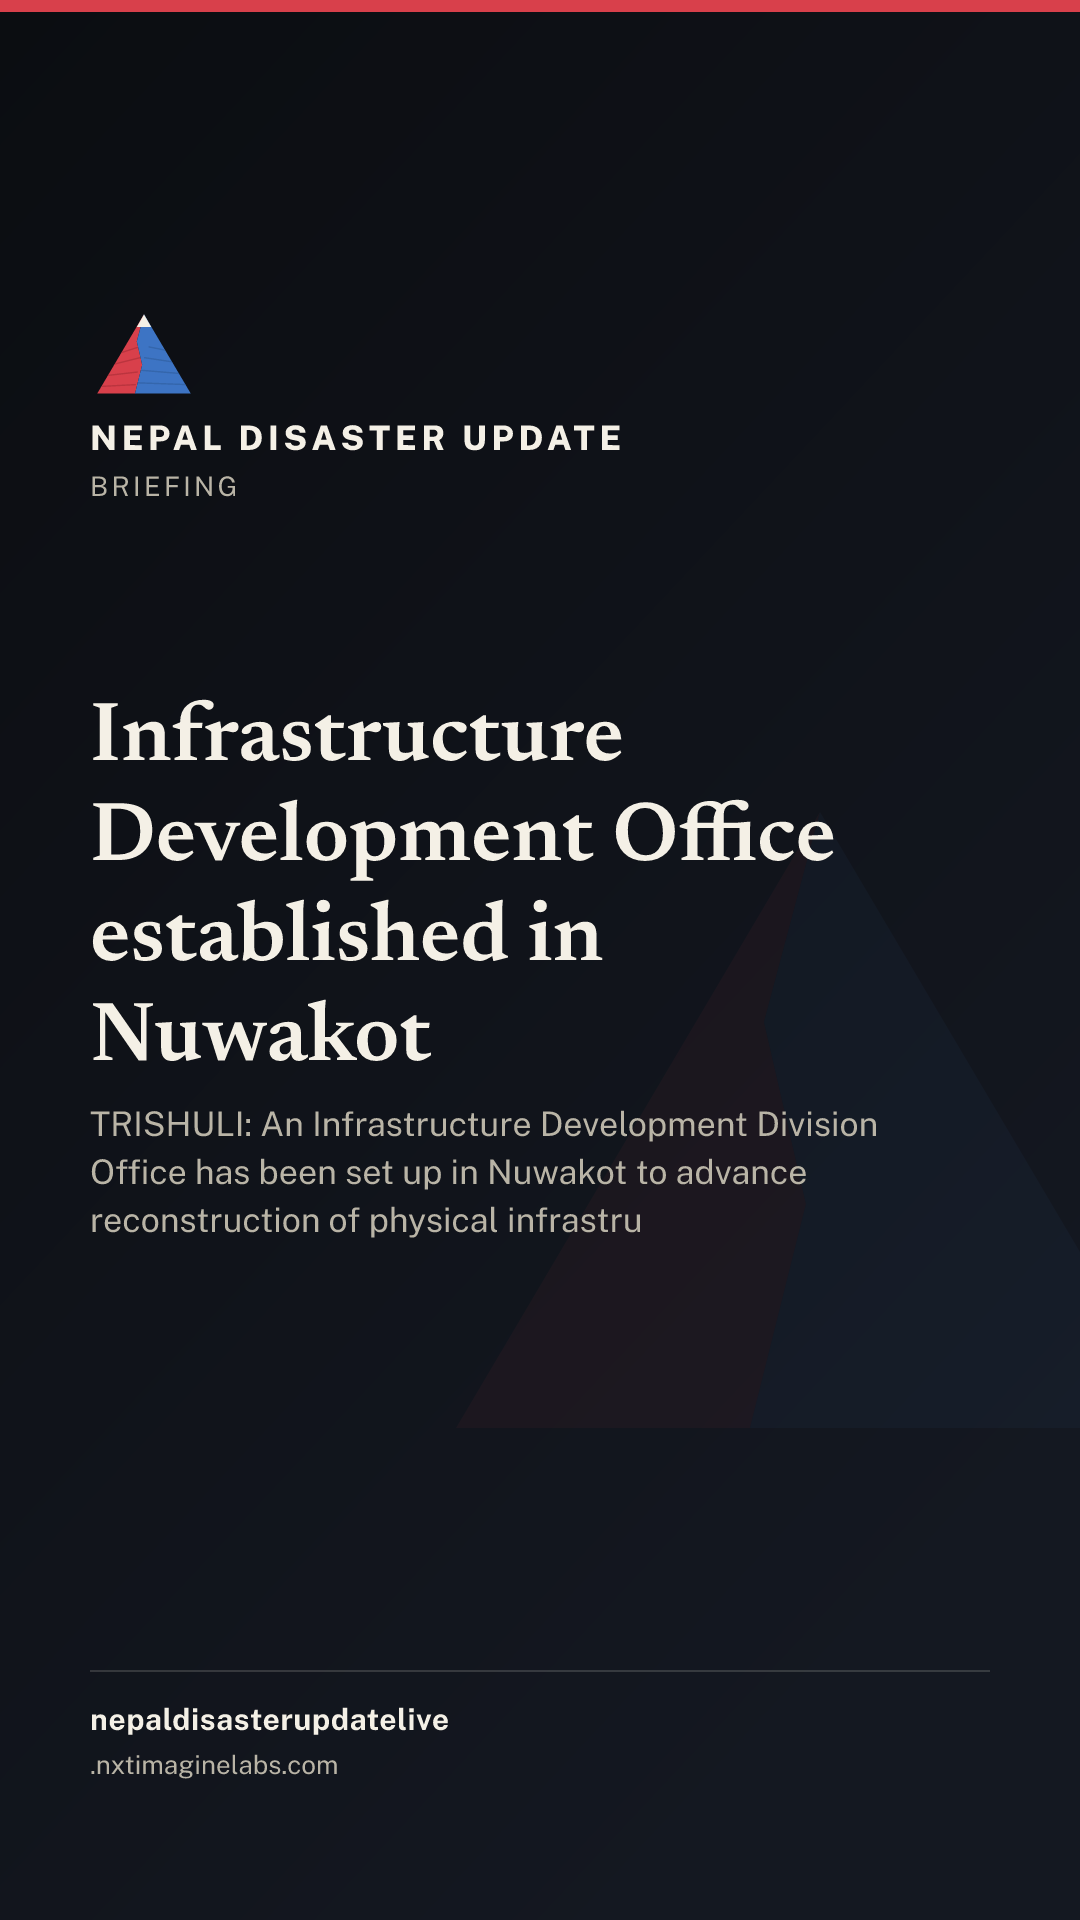 NEPAL DISASTER UPDATE
BRIEFING
Infrastructure
Development Office
established in
Nuwakot
TRISHULI: An Infrastructure Development Division
Office has been set up in Nuwakot to advance
reconstruction of physical infrastru
nepaldisasterupdatelive
.nxtimaginelabs.com